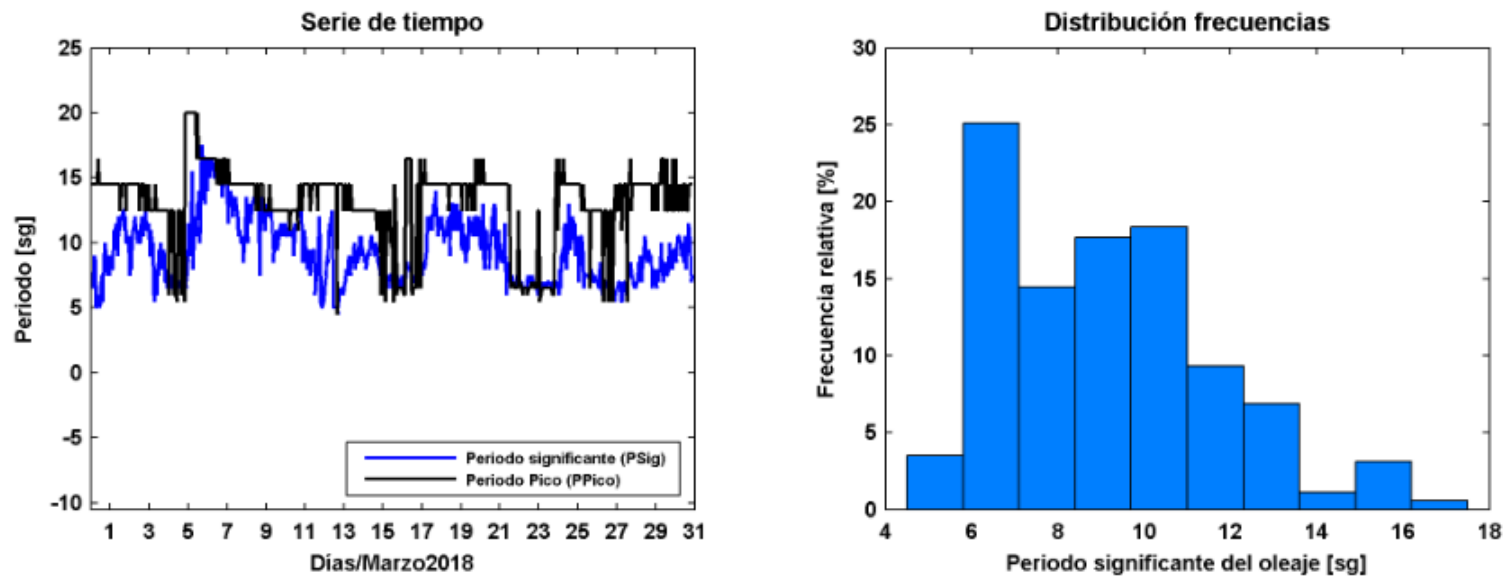 Serie de tiempo
25
20
15
10
5
0
-5
-10
Periodo [sg]
Periodo significante (PSig)
Periodo Pico (PPico)
1 3 5 7 9 11 13 15 17 19 21 23 25 27 29 31
Días/Marzo2018
Distribución frecuencias
30
25
20
15
10
5
0
Frecuencia relativa [%]
4 6 8 10 12 14 16 18
Periodo significante del oleaje [sg]